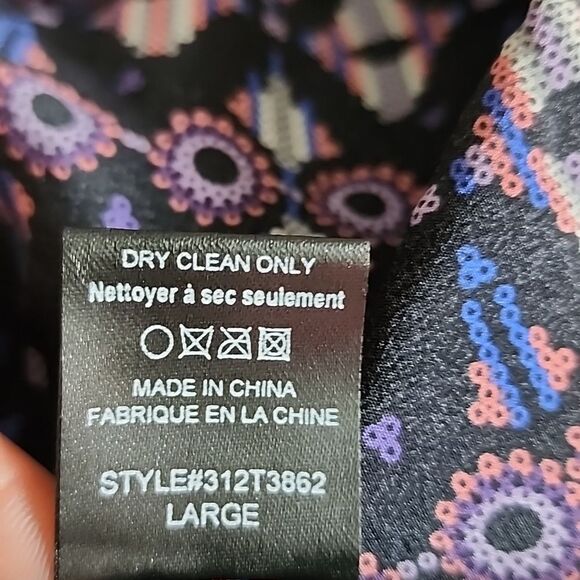 DRY CLEAN ONLY
Nettoyer à sec seulement
MADE IN CHINA
FABRIQUE EN LA CHINE
STYLE#312T3862
LARGE